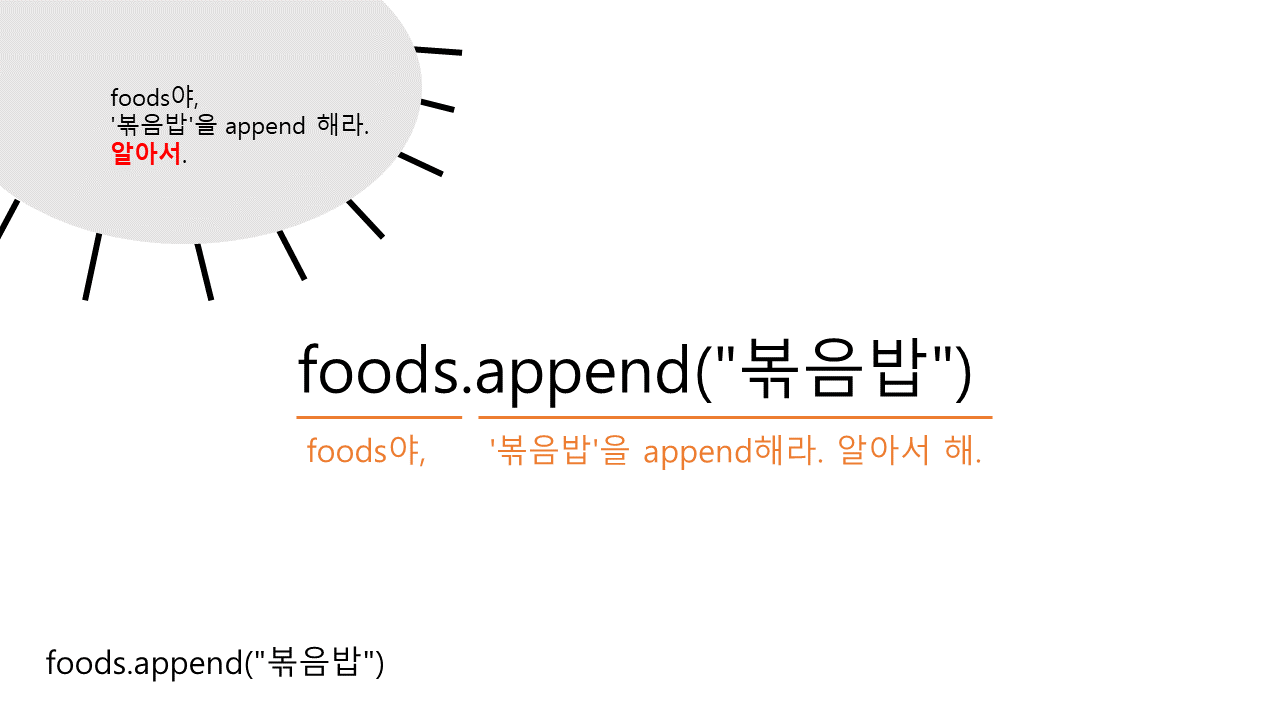 foods야,
'볶음밥'을 append 해라.
알아서.
foods.append("볶음밥")
foods야, '볶음밥'을 append해라. 알아서 해.
foods.append("볶음밥")